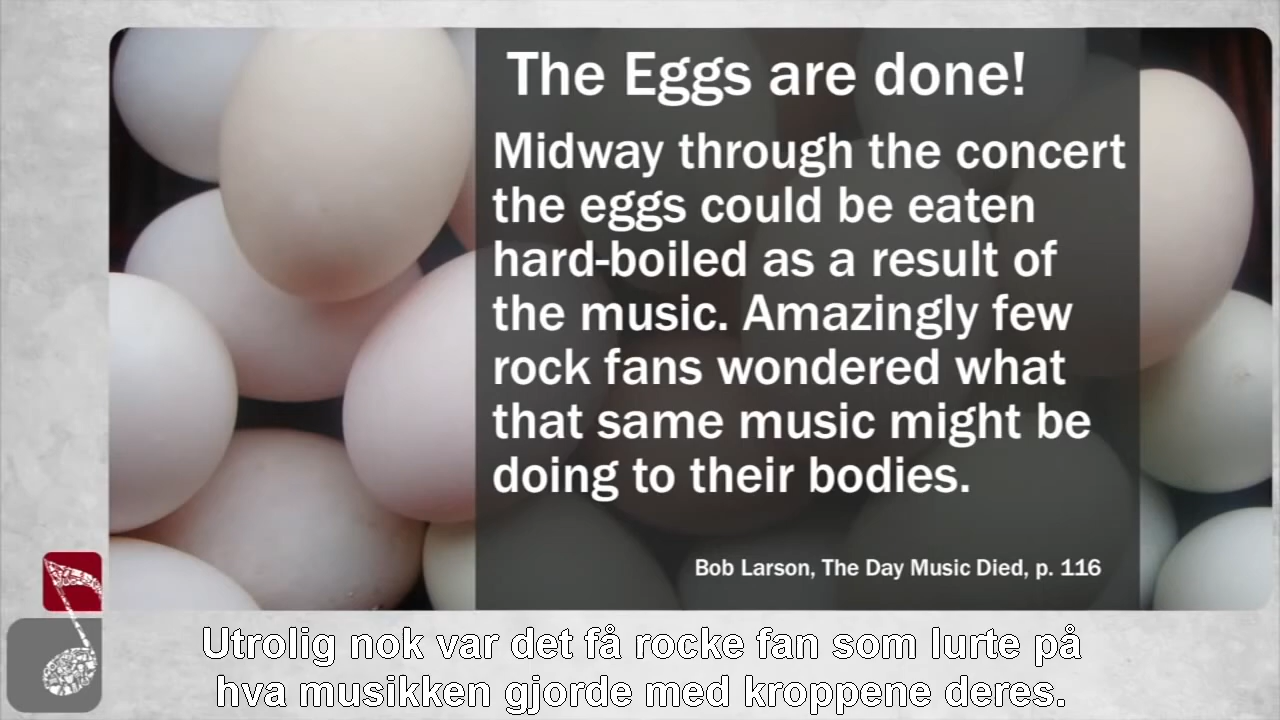 The Eggs are done!
Midway through the concert
the eggs could be eaten
hard-boiled as a result of
the music. Amazingly few
rock fans wondered what
that same music might be
doing to their bodies.
Bob Larson, The Day Music Died, p. 116
Utrolig nok var det få rocke fan som lurte på
hva musikken gjorde med kroppene deres.